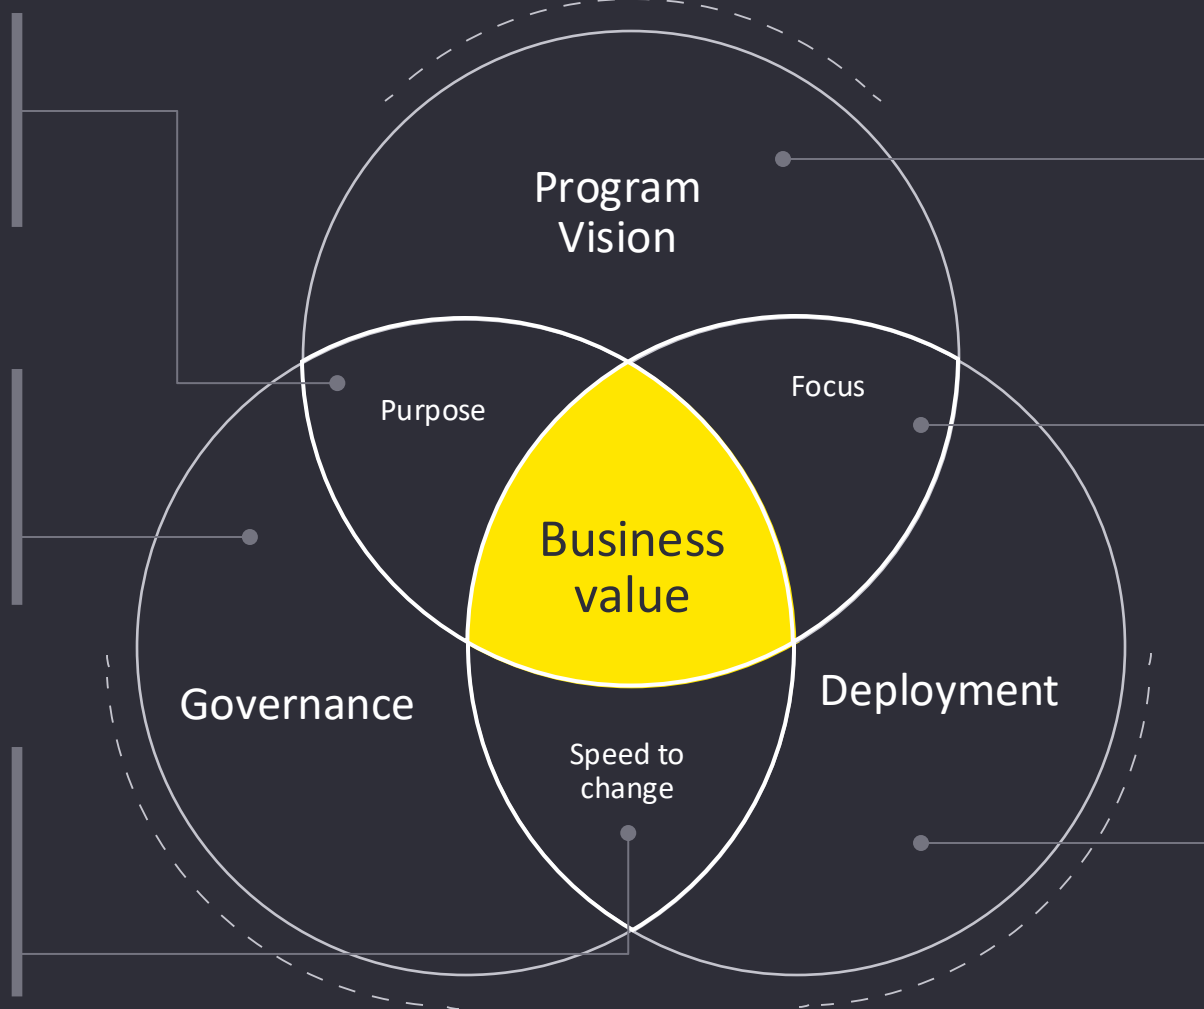 Program
Vision
Purpose
Focus
Business
value
Governance
Deployment
Speed to
change